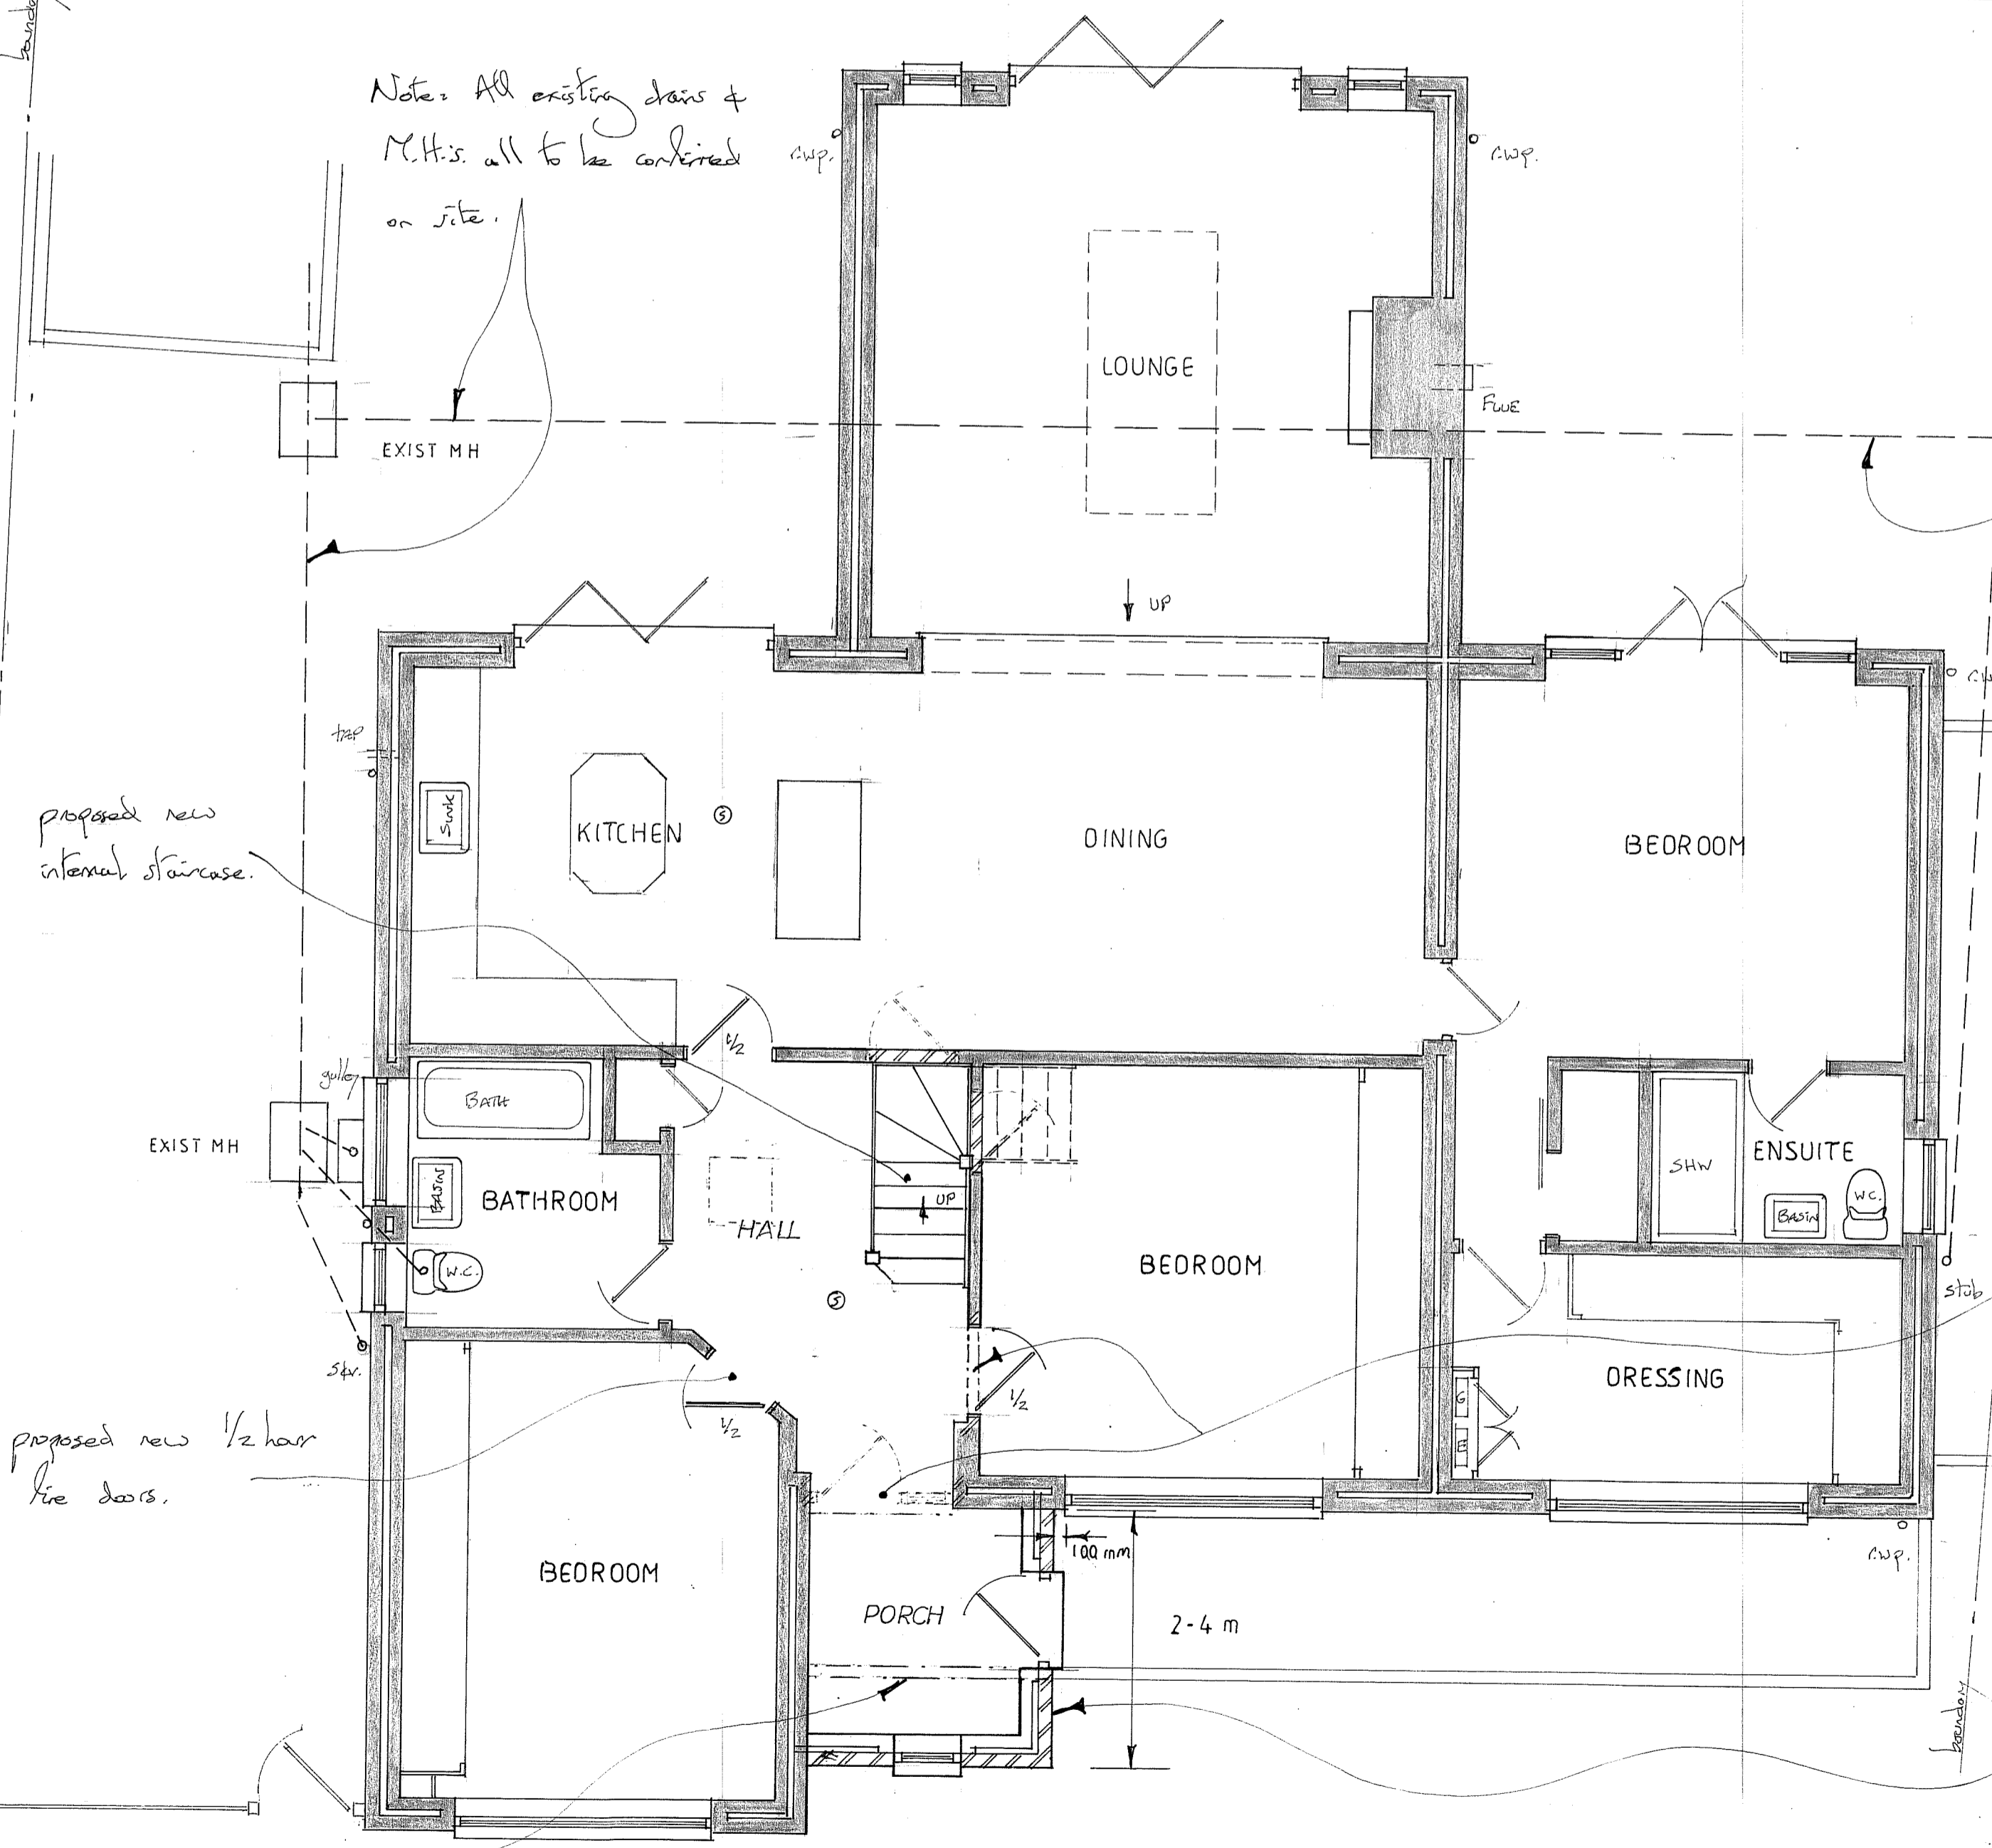 boundary
Note: All existing drains &
M.H.s. all to be confirmed
on site.
r.w.p.
r.w.p.
LOUNGE
FLUE
EXIST MH
UP
r.w.
tap
proposed new
internal staircase.
SINK
KITCHEN
S
DINING
BEDROOM
1/2
gulley
BATH
EXIST MH
BASIN
BATHROOM
HALL
UP
W.C.
S
BEDROOM
SHW
ENSUITE
BASIN
W.C.
stub
s&v.
DRESSING
G
E
1/2
1/2
proposed new 1/2 hour
fire doors.
100 mm
r.w.p.
BEDROOM
PORCH
2-4 m
boundary